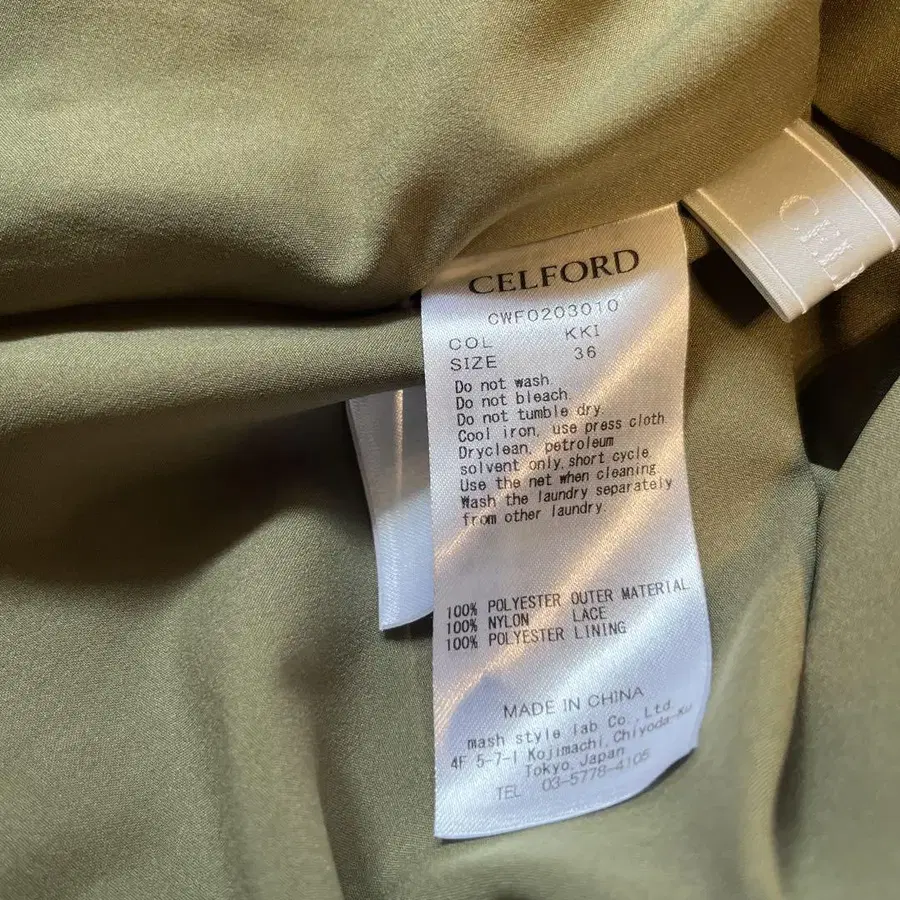 CELFORD
CWFO203010
COL KKI
SIZE 36
Do not wash.
Do not bleach.
Do not tumble dry.
Cool iron, use press cloth
Dryclean, petroleum
solvent only,short cycle
Use the net when cleaning.
Wash the laundry separately
from other laundry.
100% POLYESTER OUTER MATERIAL
100% NYLON LACE
100% POLYESTER LINING
MADE IN CHINA
mash style lab Co.,Ltd.
4F 5-7-1 Kojimachi,Chiyoda-ku
Tokyo,Japan
TEL 03-5778-4105